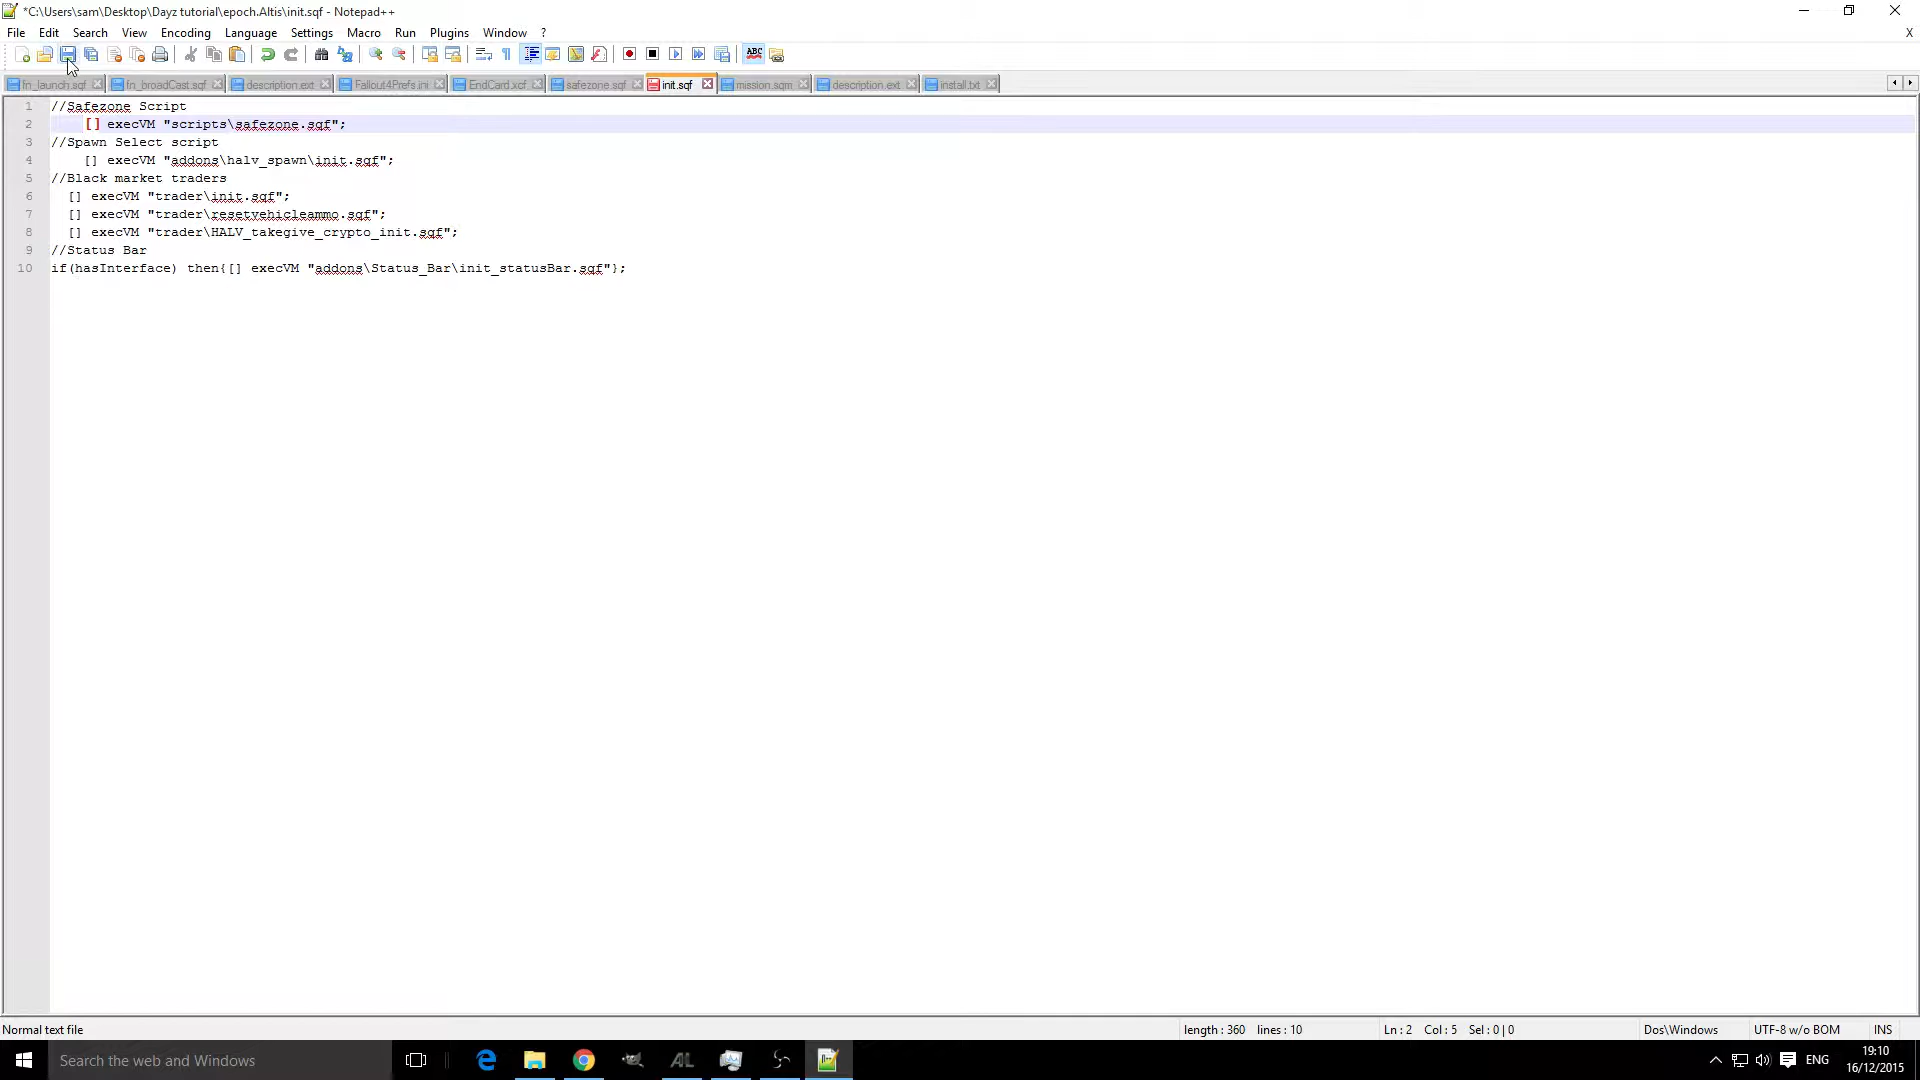 *C:\Users\sam\Desktop\Dayz tutorial\epoch.Altis\init.sqf - Notepad++
File Edit Search View Encoding Language Settings Macro Run Plugins Window ? X
ABC
fn_launch.sqf fn_broadCast.sqf description.ext Fallout4Prefs.ini EndCard.xcf safezone.sqf init.sqf mission.sqm description.ext install.txt
1 //Safezone Script
2 [] execVM "scripts\safezone.sqf";
3 //Spawn Select script
4 [] execVM "addons\halv_spawn\init.sqf";
5 //Black market traders
6 [] execVM "trader\init.sqf";
7 [] execVM "trader\resetvehicleammo.sqf";
8 [] execVM "trader\HALV_takegive_crypto_init.sqf";
9 //Status Bar
10 if(hasInterface) then{[] execVM "addons\Status_Bar\init_statusBar.sqf"};
Normal text file length : 360 lines : 10 Ln : 2 Col : 5 Sel : 0 | 0 Dos\Windows UTF-8 w/o BOM INS
Search the web and Windows AL ENG 19:10
16/12/2015